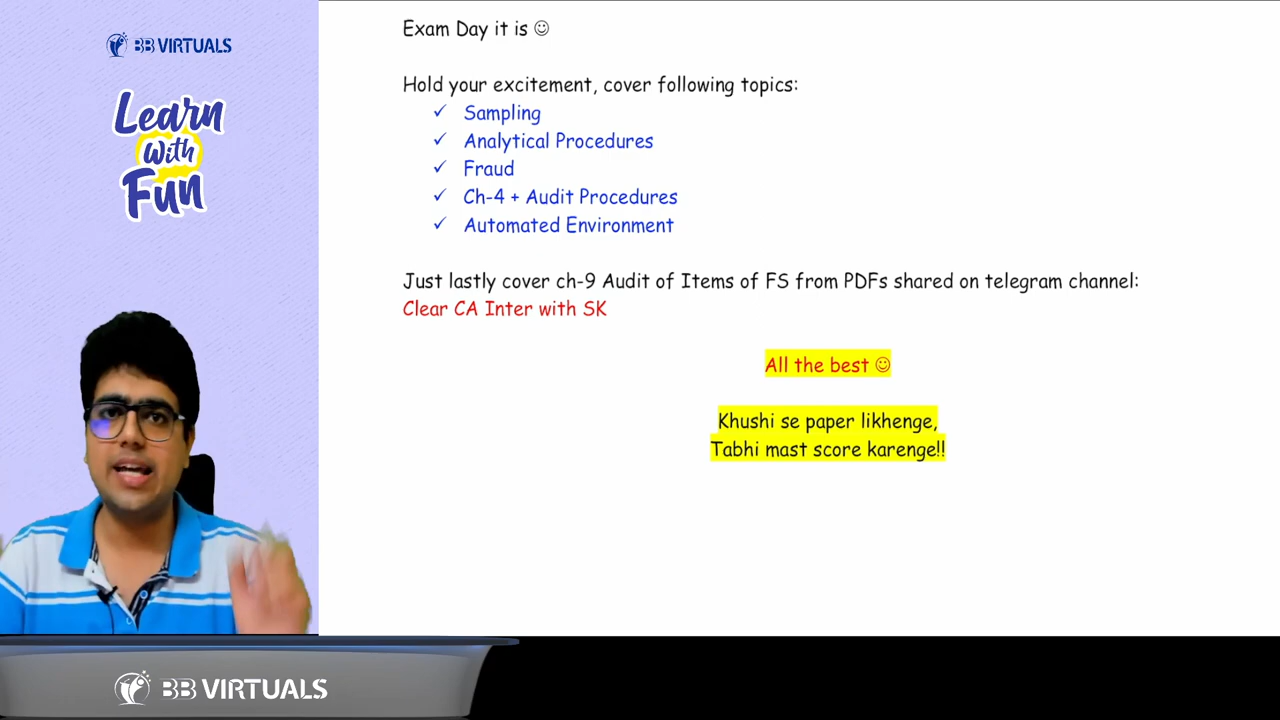 BB VIRTUALS
Learn
With
Fun
Exam Day it is ☺
Hold your excitement, cover following topics:
✓ Sampling
✓ Analytical Procedures
✓ Fraud
✓ Ch-4 + Audit Procedures
✓ Automated Environment
Just lastly cover ch-9 Audit of Items of FS from PDFs shared on telegram channel:
Clear CA Inter with SK
All the best ☺
Khushi se paper likhenge,
Tabhi mast score karenge!!
BB VIRTUALS